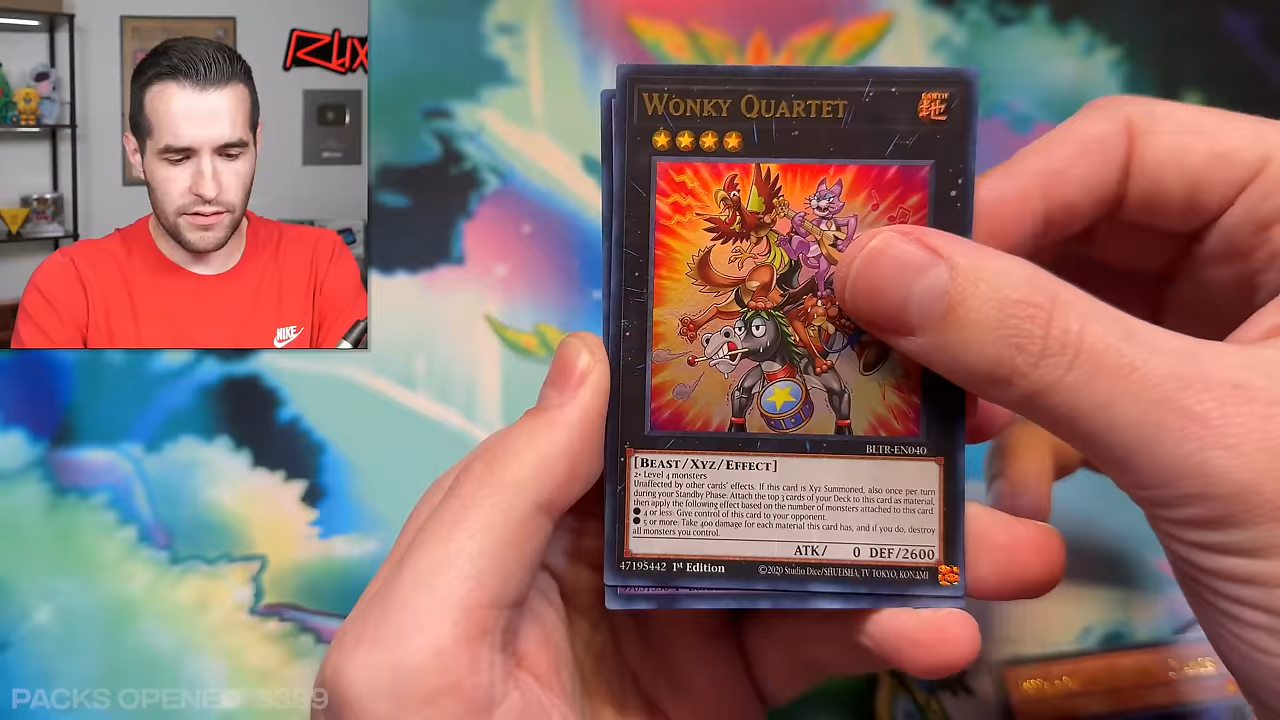 RUX
NIKE
WONKY QUARTET
EARTH
地
BLTR-EN040
[BEAST/XYZ/EFFECT]
2+ Level 4 monsters
Unaffected by other cards' effects. If this card is Xyz Summoned, also once per turn
during your Standby Phase: Attach the top 3 cards of your Deck to this card as material,
then apply the following effect based on the number of monsters attached to this card.
● 4 or less: Give control of this card to your opponent.
● 5 or more: Take 400 damage for each material this card has, and if you do, destroy
all monsters you control.
ATK/ 0 DEF/2600
47195442 1st Edition ©2020 Studio Dice/SHUEISHA, TV TOKYO, KONAMI
PACKS OPENED